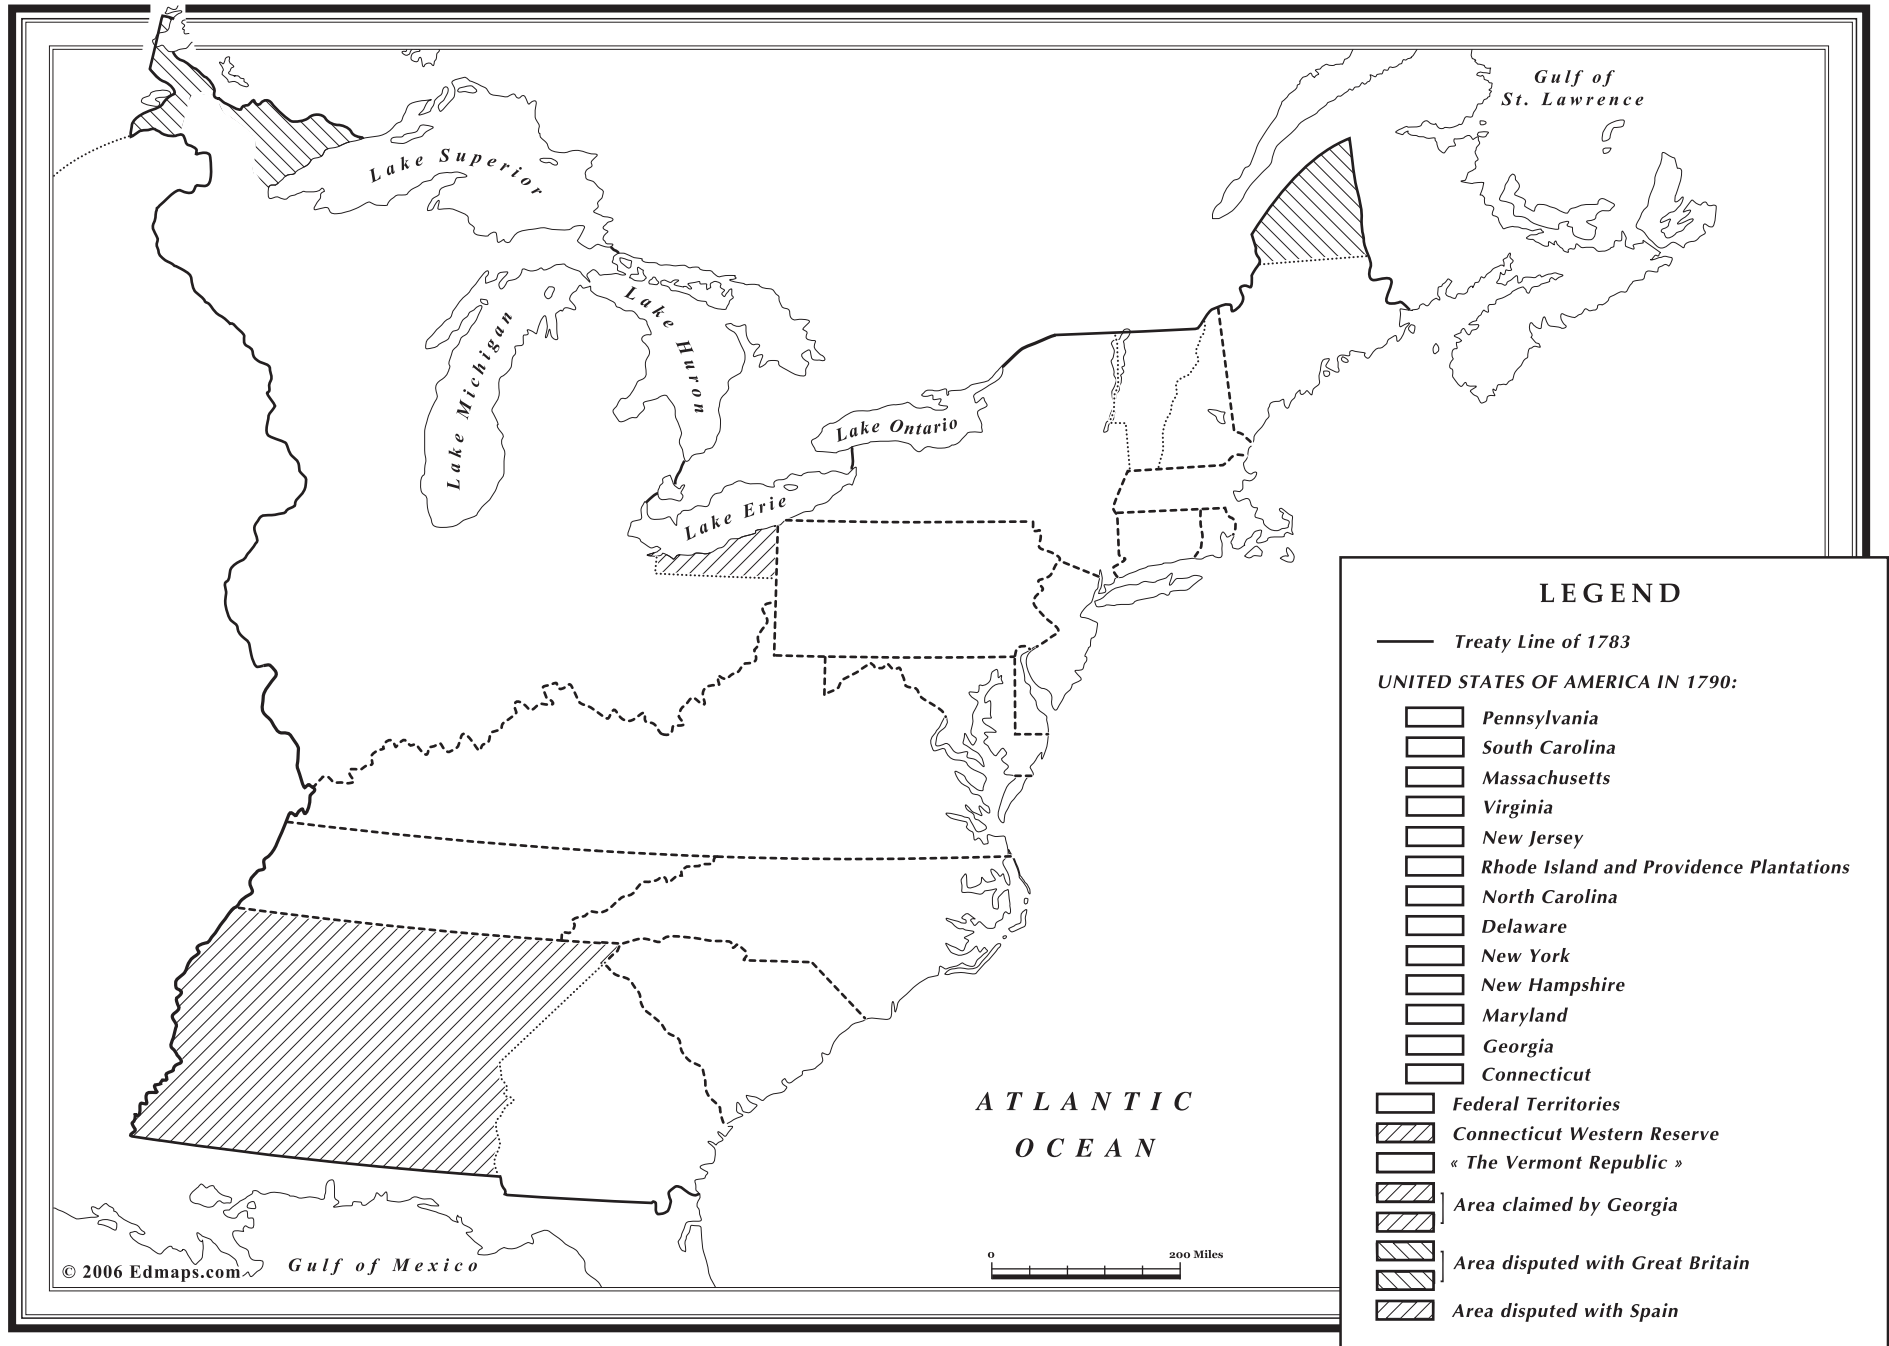 Gulf of
St. Lawrence
Lake Superior
Lake Michigan
Lake Huron
Lake Ontario
Lake Erie
LEGEND
Treaty Line of 1783
UNITED STATES OF AMERICA IN 1790:
Pennsylvania
South Carolina
Massachusetts
Virginia
New Jersey
Rhode Island and Providence Plantations
North Carolina
Delaware
New York
New Hampshire
Maryland
Georgia
Connecticut
Federal Territories
Connecticut Western Reserve
« The Vermont Republic »
Area claimed by Georgia
Area disputed with Great Britain
Area disputed with Spain
ATLANTIC
OCEAN
0 200 Miles
Gulf of Mexico
© 2006 Edmaps.com